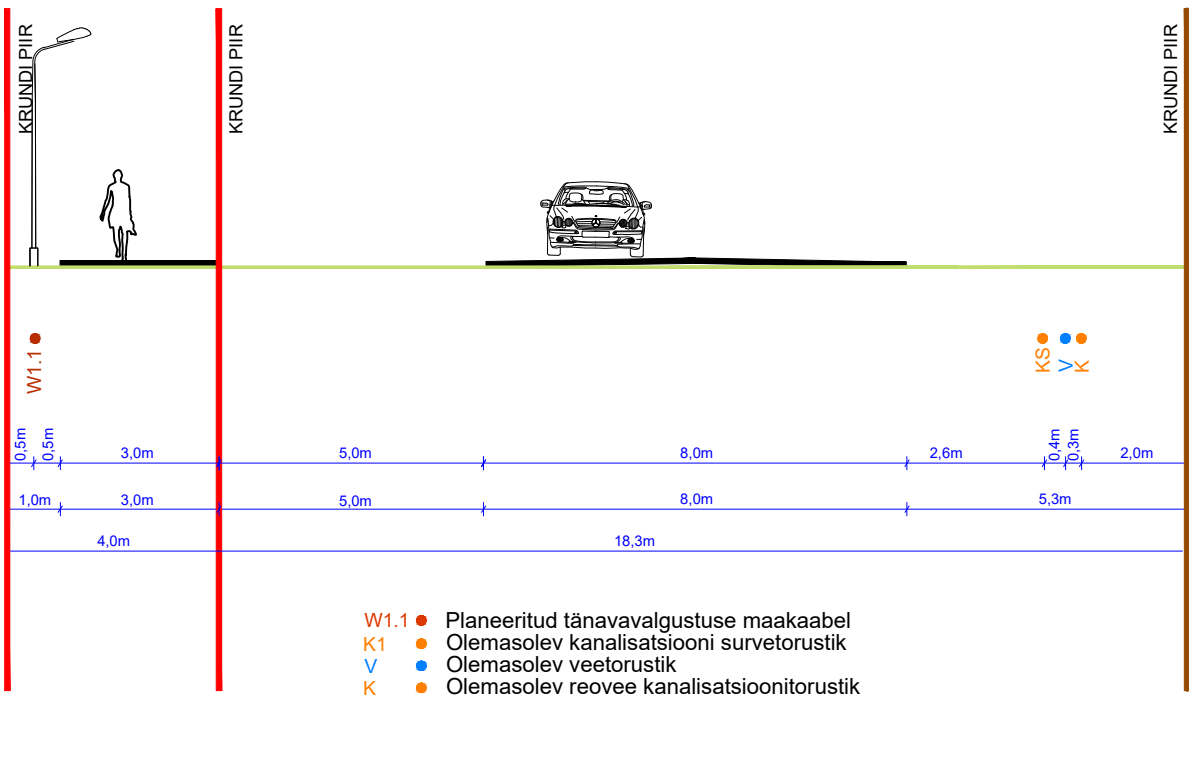 KRUNDI PIIR
KRUNDI PIIR
KRUNDI PIIR
W1.1
KS
V
K
0,5m
0,5m
3,0m
5,0m
8,0m
2,6m
0,4m
0,3m
2,0m
1,0m
3,0m
5,0m
8,0m
5,3m
4,0m
18,3m
W1.1 Planeeritud tänavavalgustuse maakaabel
K1 Olemasolev kanalisatsiooni survetorustik
V Olemasolev veetorustik
K Olemasolev reovee kanalisatsioonitorustik